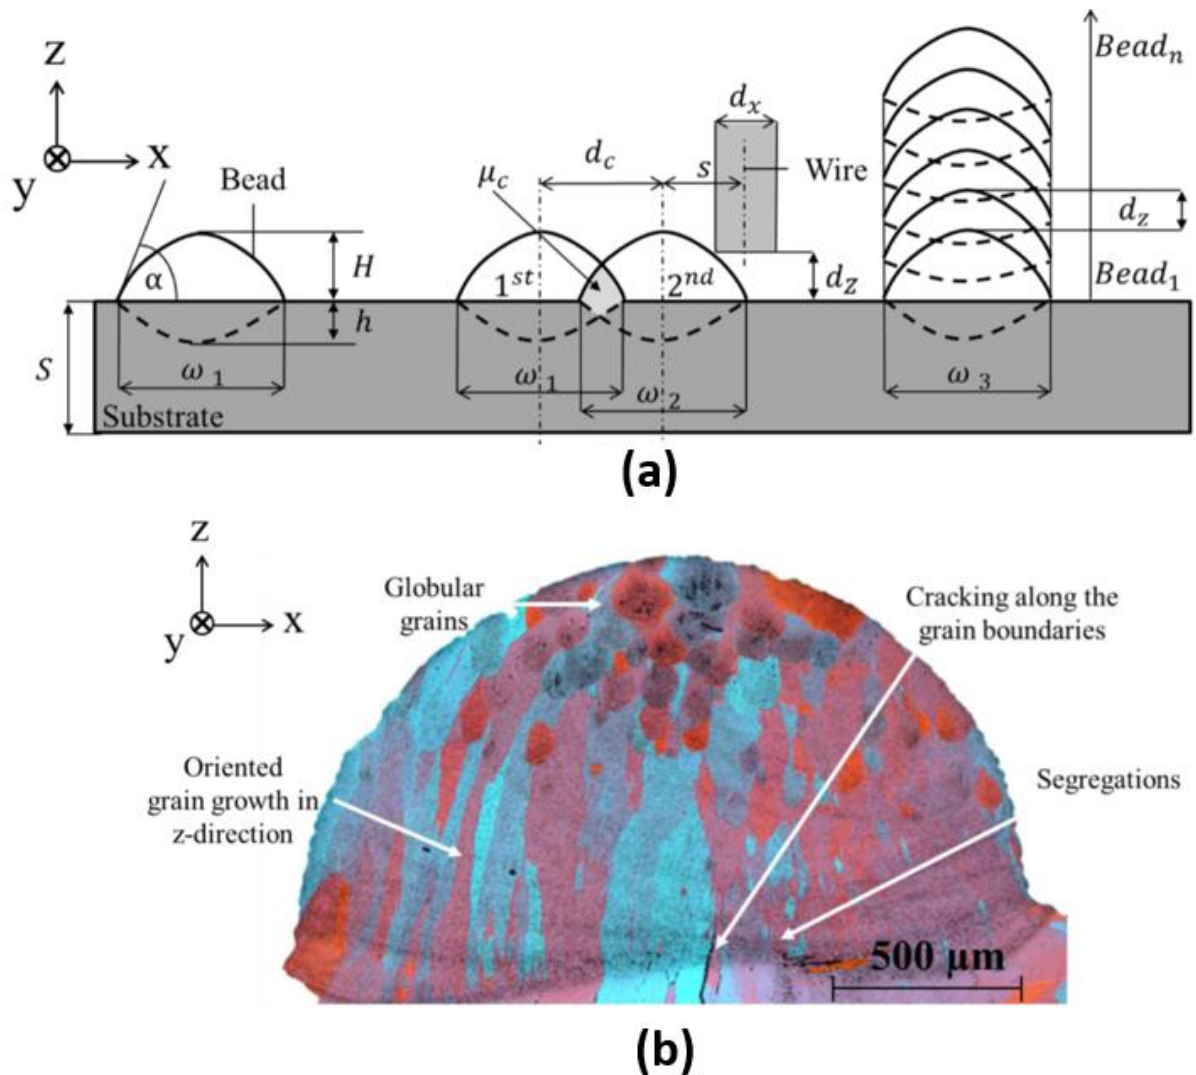 z
x
y
Bead
α
H
h
S
ω 1
Substrate
μc
dc
s
dx
Wire
1st
2nd
dz
ω 1
ω 2
Beadn
dz
Bead1
ω 3
(a)
z
x
y
Globular
grains
Cracking along the
grain boundaries
Oriented
grain growth in
z-direction
Segregations
500 μm
(b)